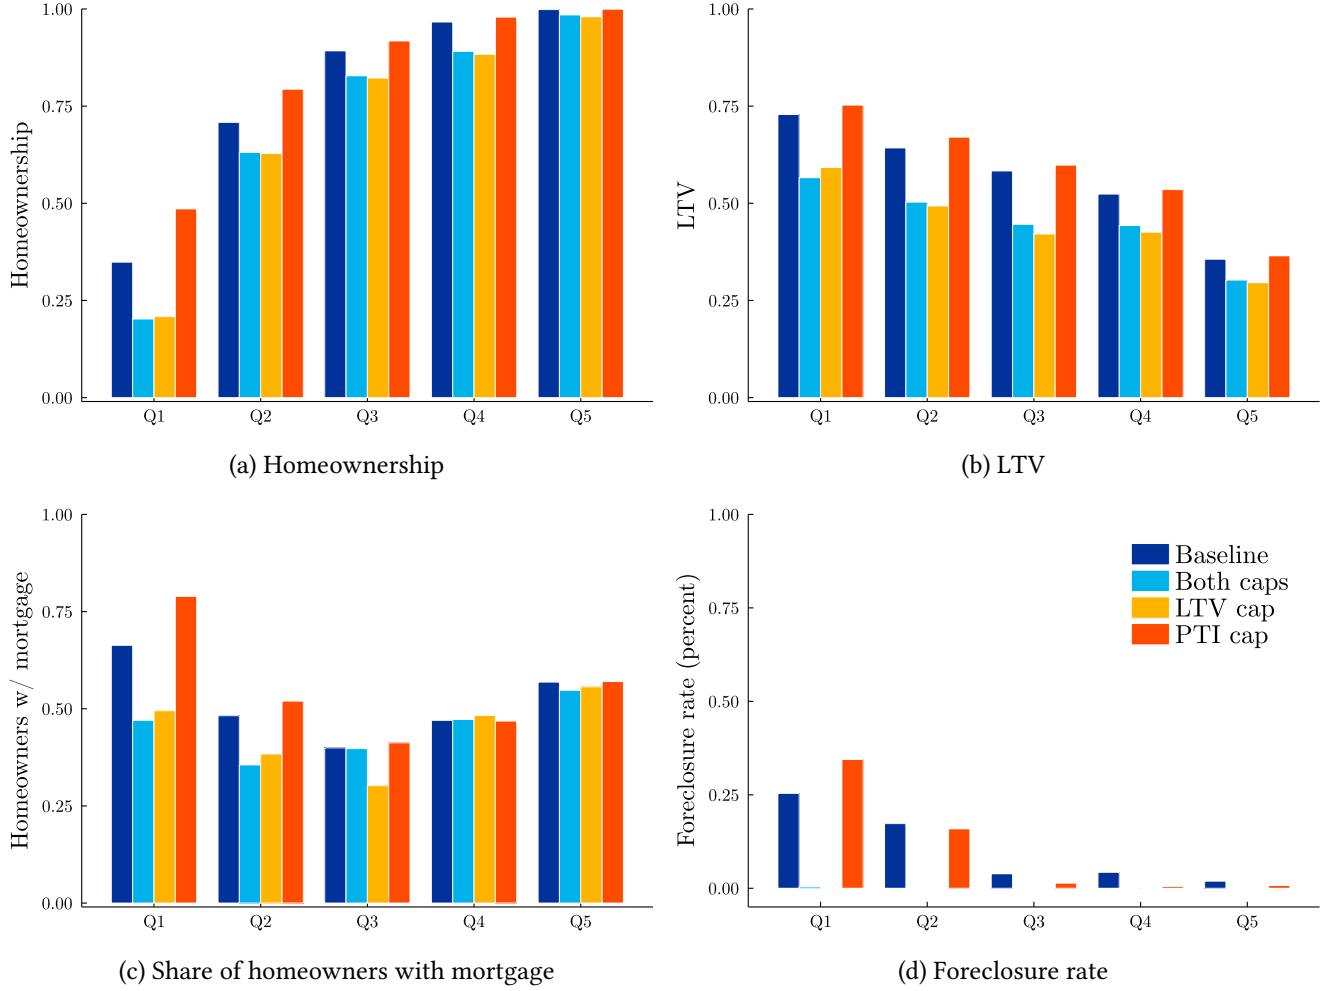 Homeownership
1.00
0.75
0.50
0.25
0.00
Q1 Q2 Q3 Q4 Q5
(a) Homeownership
LTV
1.00
0.75
0.50
0.25
0.00
Q1 Q2 Q3 Q4 Q5
(b) LTV
Homeowners w/ mortgage
1.00
0.75
0.50
0.25
0.00
Q1 Q2 Q3 Q4 Q5
(c) Share of homeowners with mortgage
Foreclosure rate (percent)
1.00
0.75
0.50
0.25
0.00
Baseline
Both caps
LTV cap
PTI cap
Q1 Q2 Q3 Q4 Q5
(d) Foreclosure rate